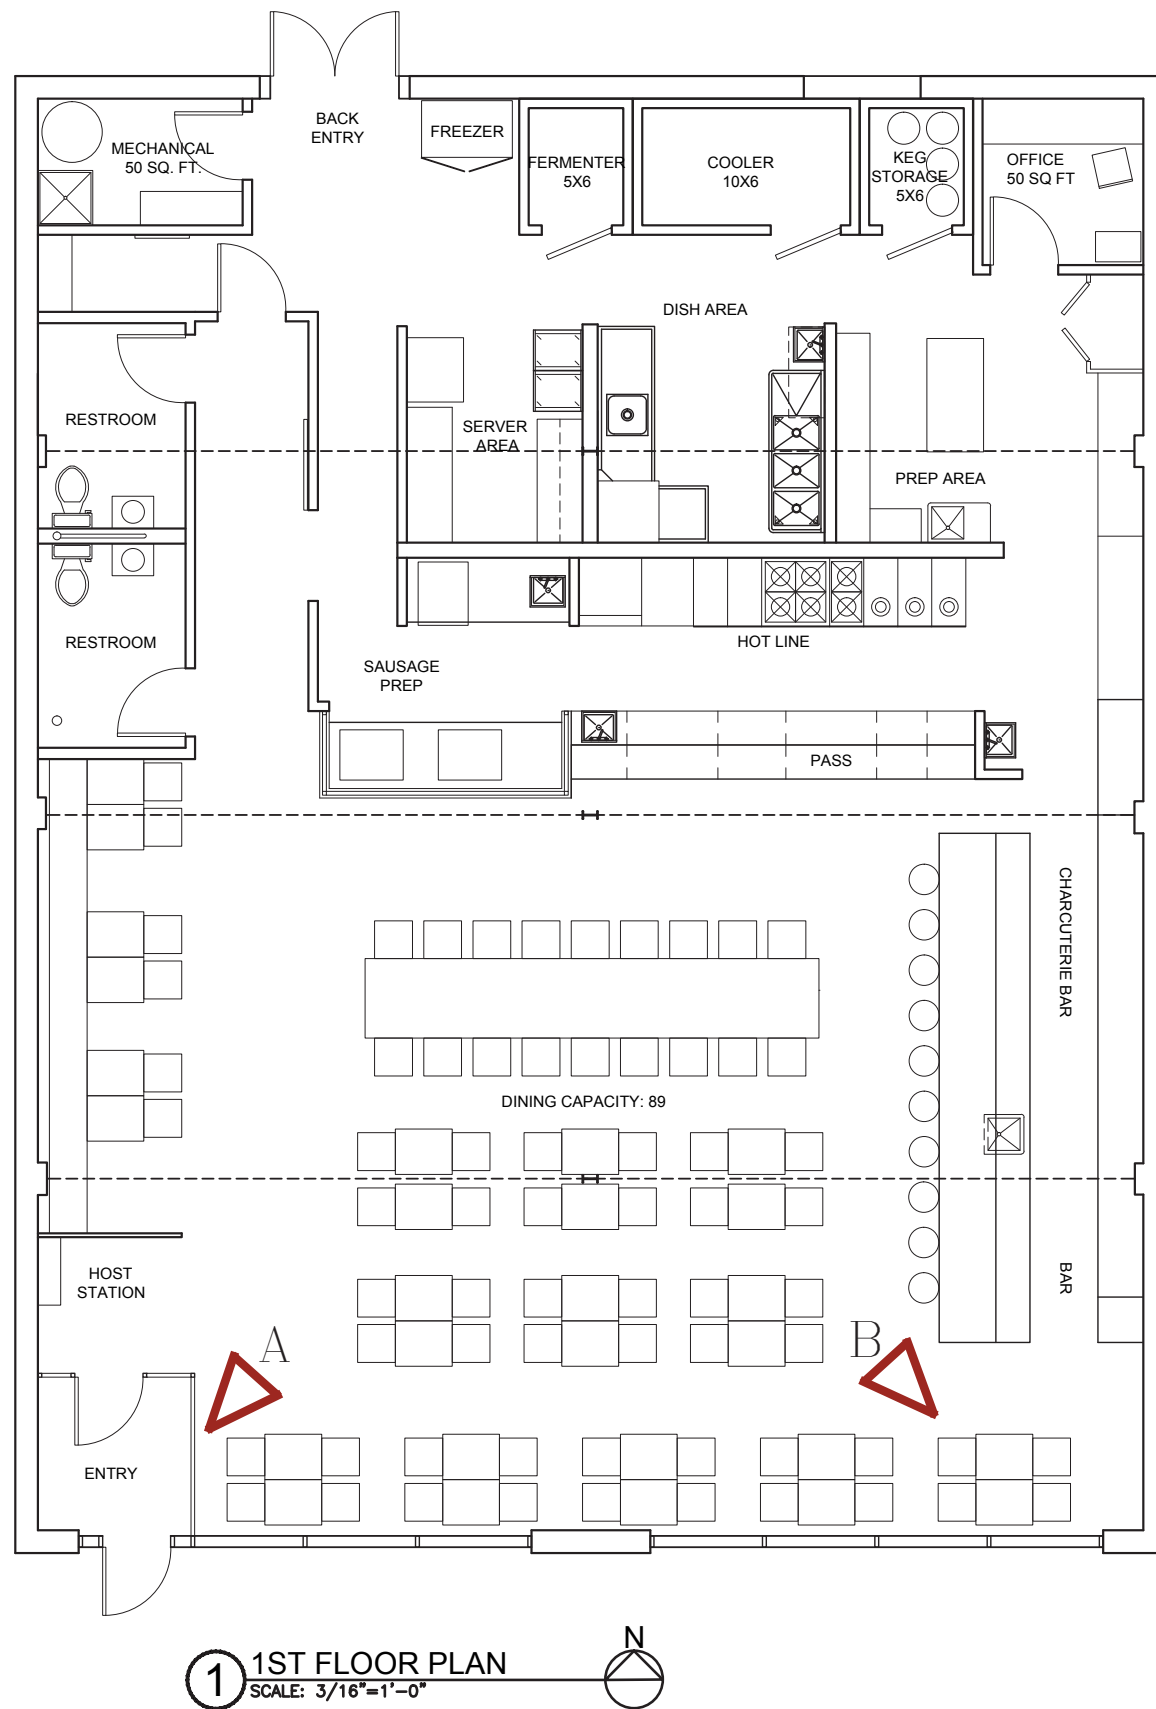 BACK
ENTRY
FREEZER
MECHANICAL
50 SQ. FT.
FERMENTER
5X6
COOLER
10X6
KEG
STORAGE
5X6
OFFICE
50 SQ FT
DISH AREA
RESTROOM
SERVER
AREA
PREP AREA
RESTROOM
HOT LINE
SAUSAGE
PREP
PASS
CHARCUTERIE BAR
DINING CAPACITY: 89
HOST
STATION
BAR
A
B
ENTRY
N
1
1ST FLOOR PLAN
SCALE: 3/16"=1'-0"